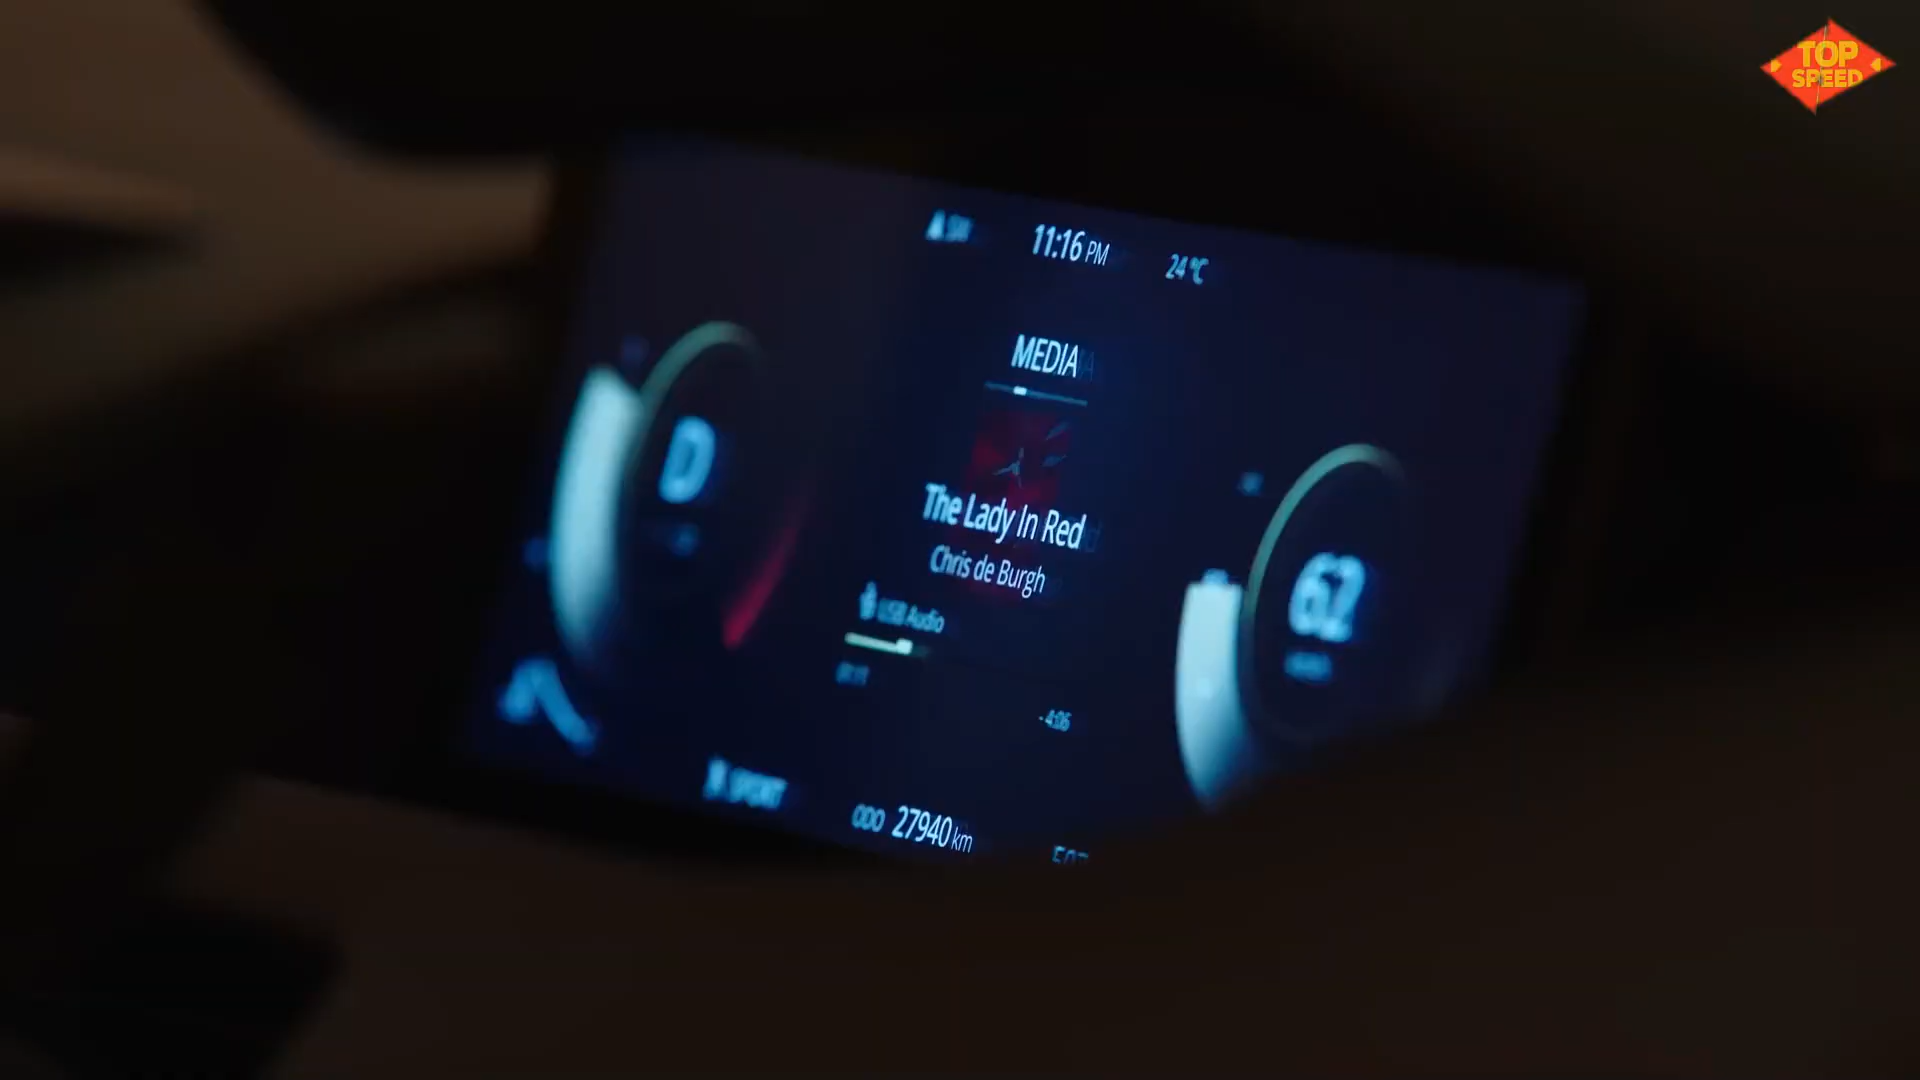 TOP
SPEED
11:16 PM
24 °C
MEDIA
D
The Lady In Red
Chris de Burgh
USB Audio
62
-4:06
SPORT
ODO 27940 km